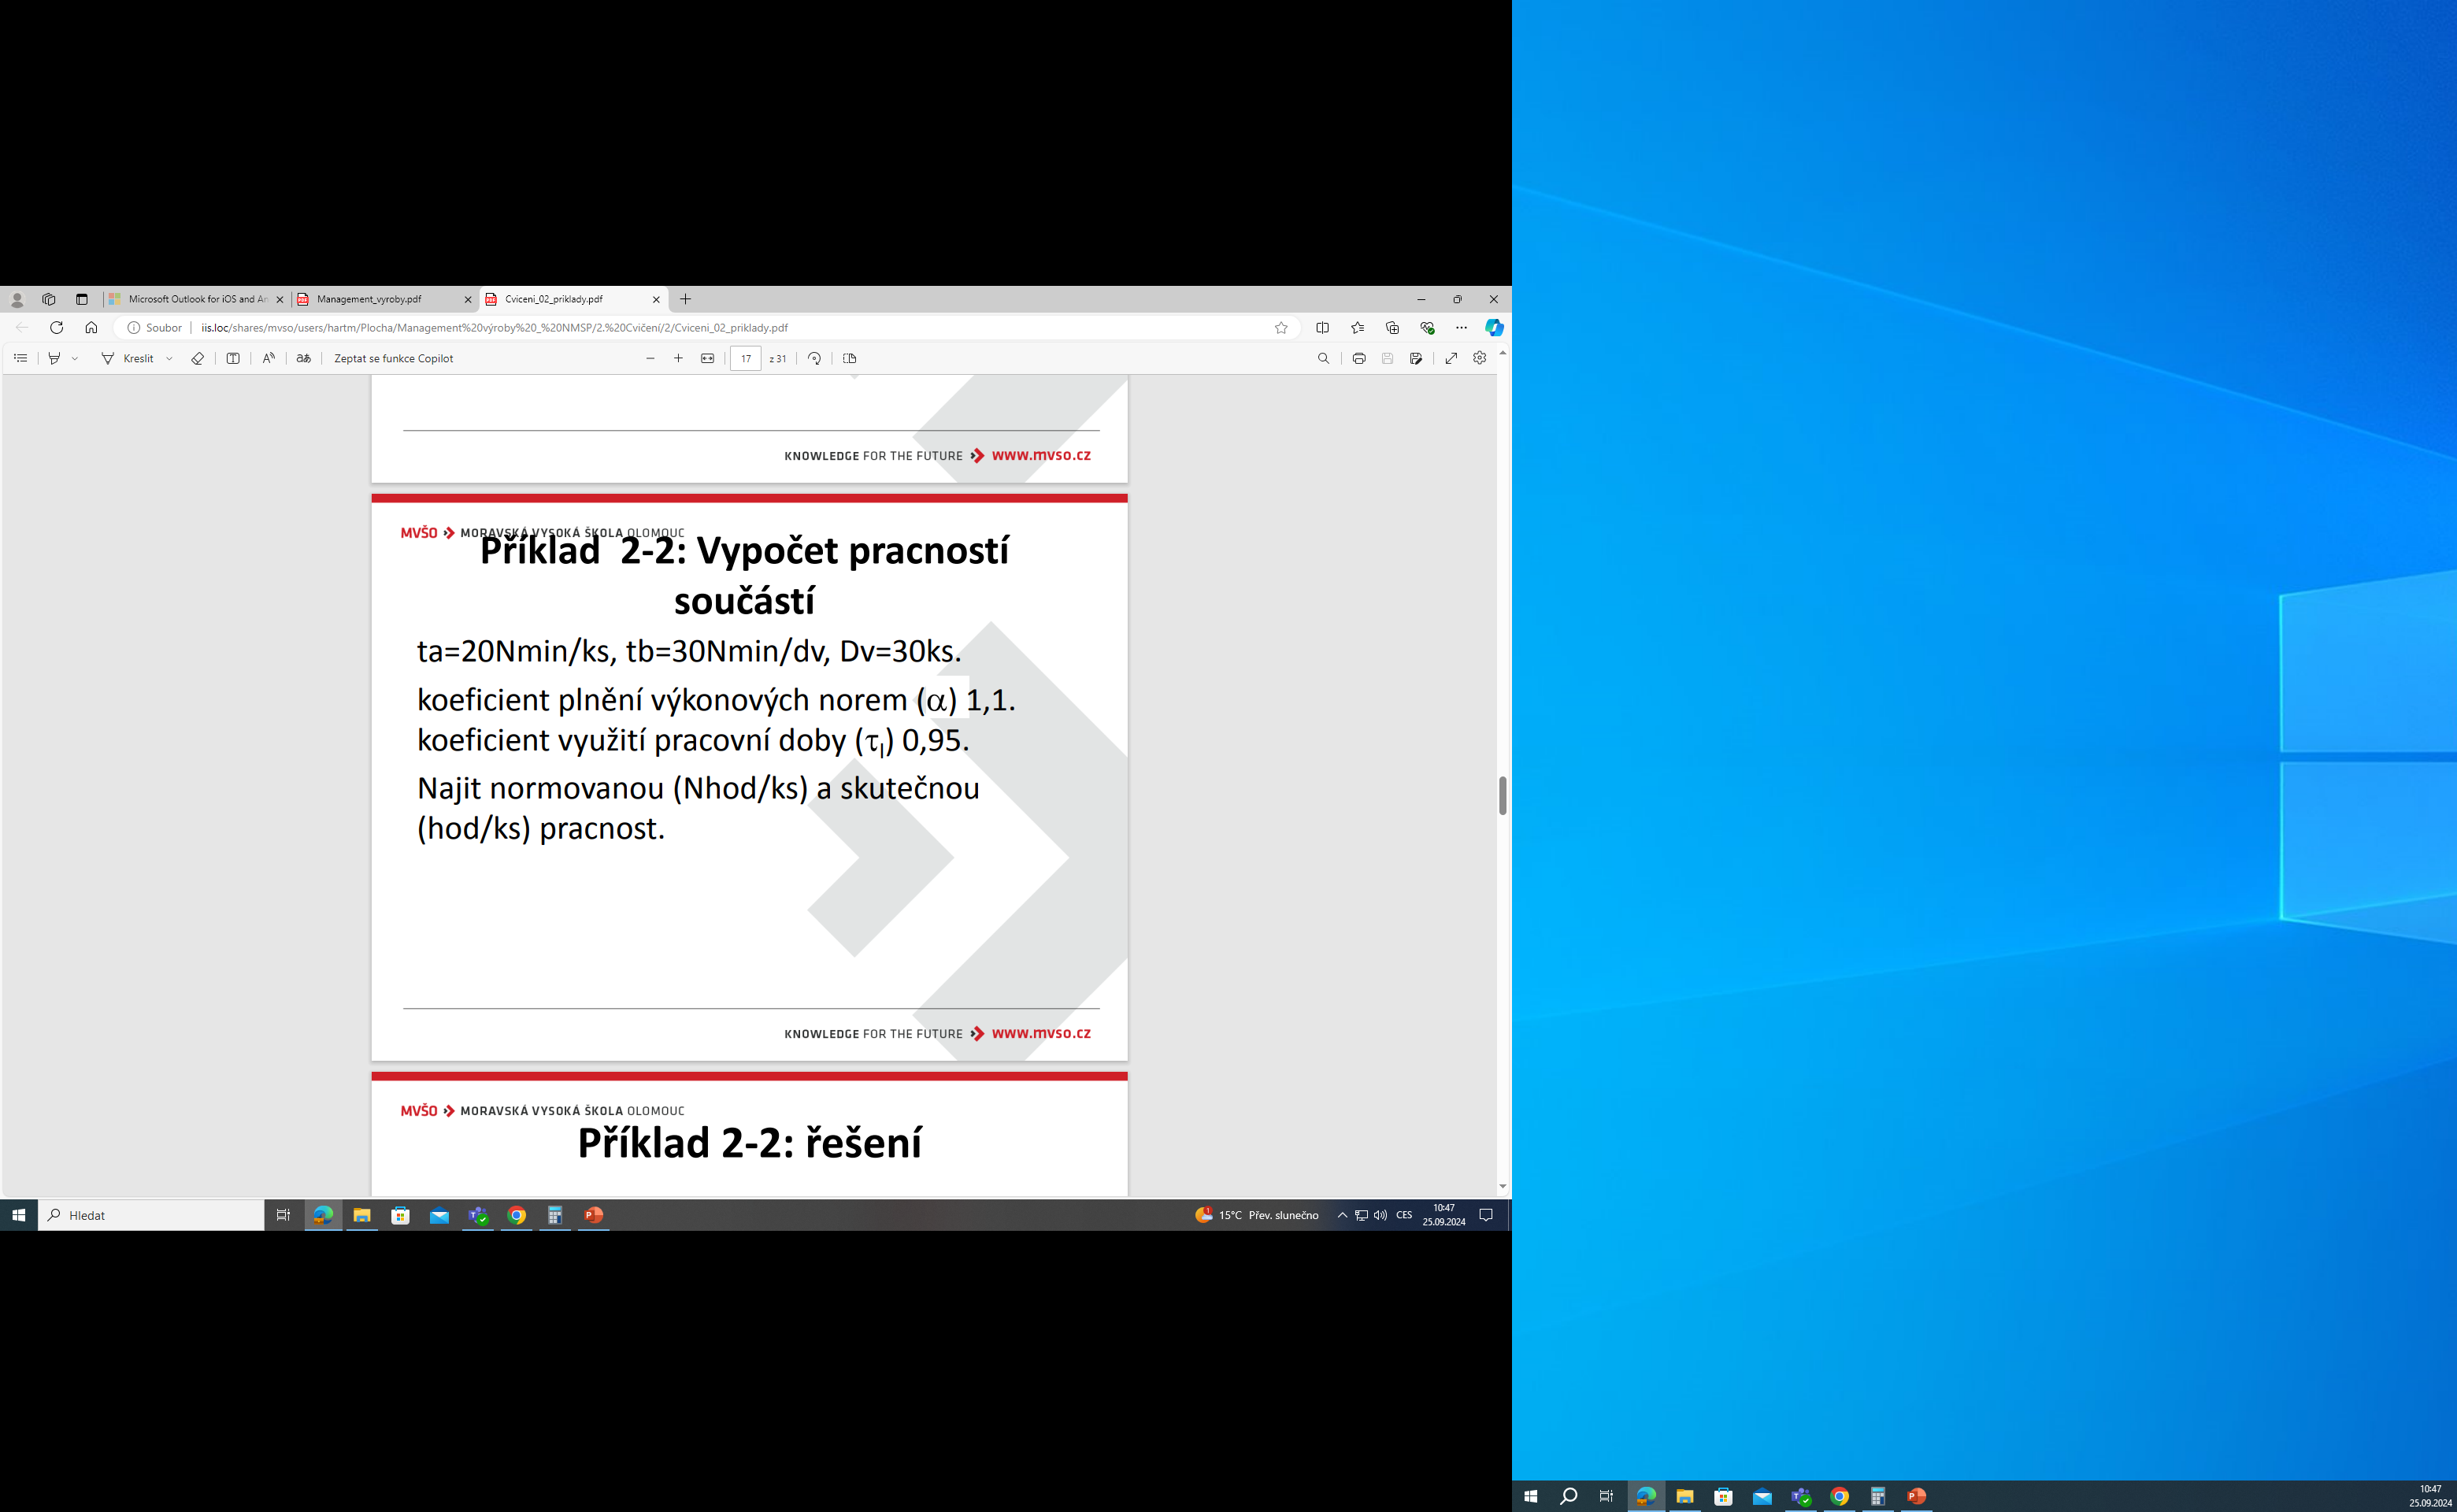 Microsoft Outlook for iOS and An
Management_vyroby.pdf
Cviceni_02_priklady.pdf
Soubor
iis.loc/shares/mvso/users/hartm/Plocha/Management%20výroby%20_%20NMSP/2.%20Cvičení/2/Cviceni_02_priklady.pdf
Kreslit
aあ
Zeptat se funkce Copilot
17
z 31
KNOWLEDGE FOR THE FUTURE www.mvso.cz
MVŠO MORAVSKÁ VYSOKÁ ŠKOLA OLOMOUC
Příklad 2-2: Vypočet pracností
součástí
ta=20Nmin/ks, tb=30Nmin/dv, Dv=30ks.
koeficient plnění výkonových norem (α) 1,1.
koeficient využití pracovní doby (τI) 0,95.
Najit normovanou (Nhod/ks) a skutečnou
(hod/ks) pracnost.
KNOWLEDGE FOR THE FUTURE www.mvso.cz
MVŠO MORAVSKÁ VYSOKÁ ŠKOLA OLOMOUC
Příklad 2-2: řešení
Hledat
15°C Přev. slunečno
CES
10:47
25.09.2024
10:47
25.09.2024